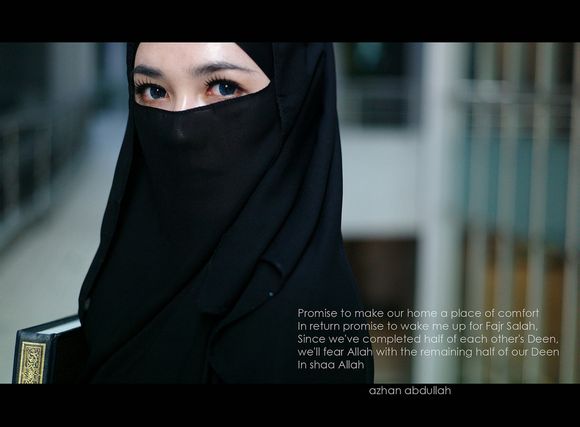 Promise to make our home a place of comfort
In return promise to wake me up for Fajr Salah,
Since we've completed half of each other's Deen,
we'll fear Allah with the remaining half of our Deen
In shaa Allah
azhan abdullah